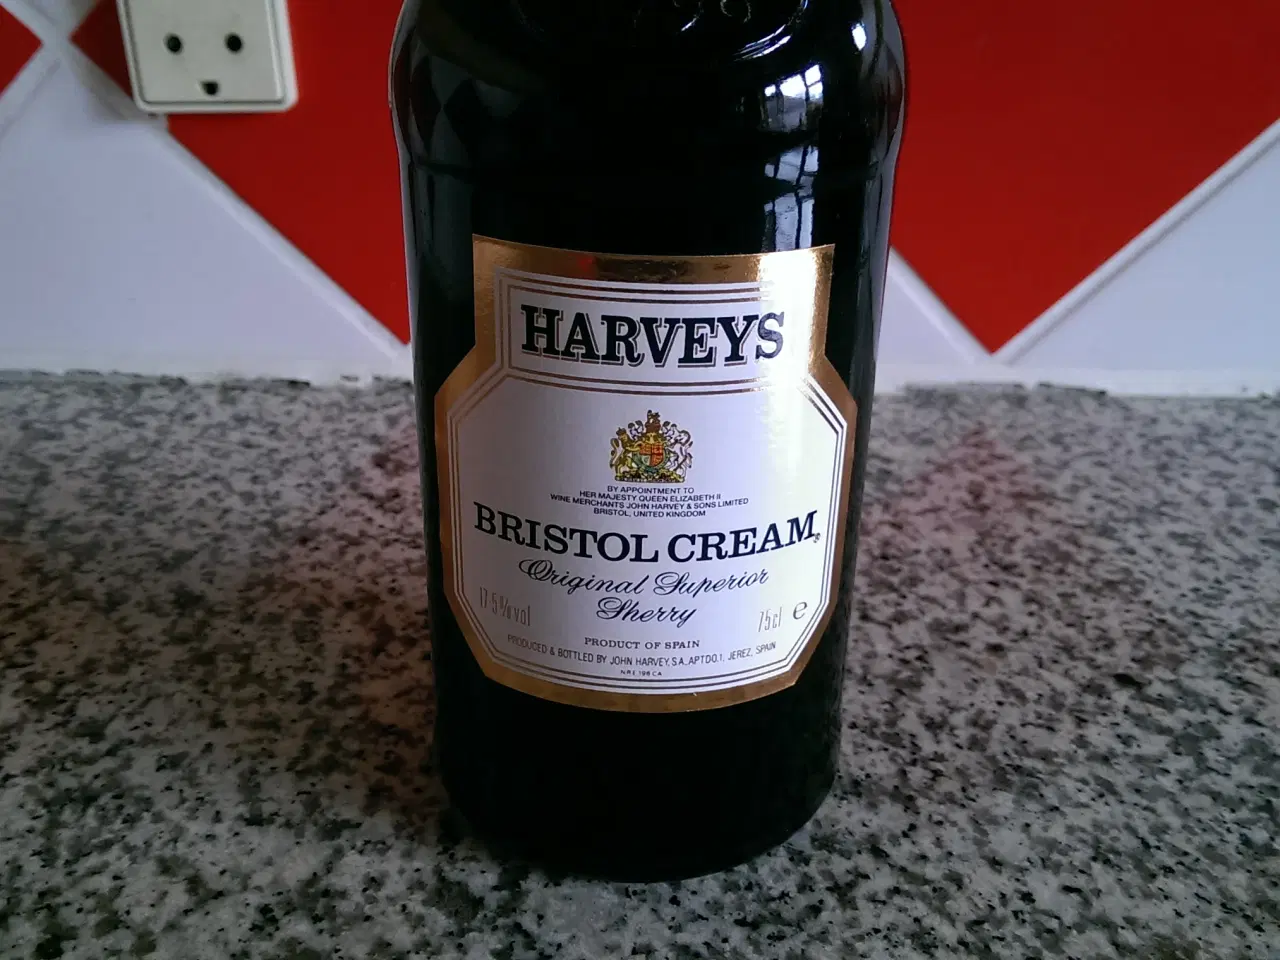 HARVEYS
BY APPOINTMENT TO
HER MAJESTY QUEEN ELIZABETH II
WINE MERCHANTS JOHN HARVEY & SONS LIMITED
BRISTOL, UNITED KINGDOM
BRISTOL CREAM®
Original Superior
Sherry
17.5% vol
75cl e
PRODUCT OF SPAIN
PRODUCED & BOTTLED BY JOHN HARVEY, S.A. APTDO.1, JEREZ, SPAIN